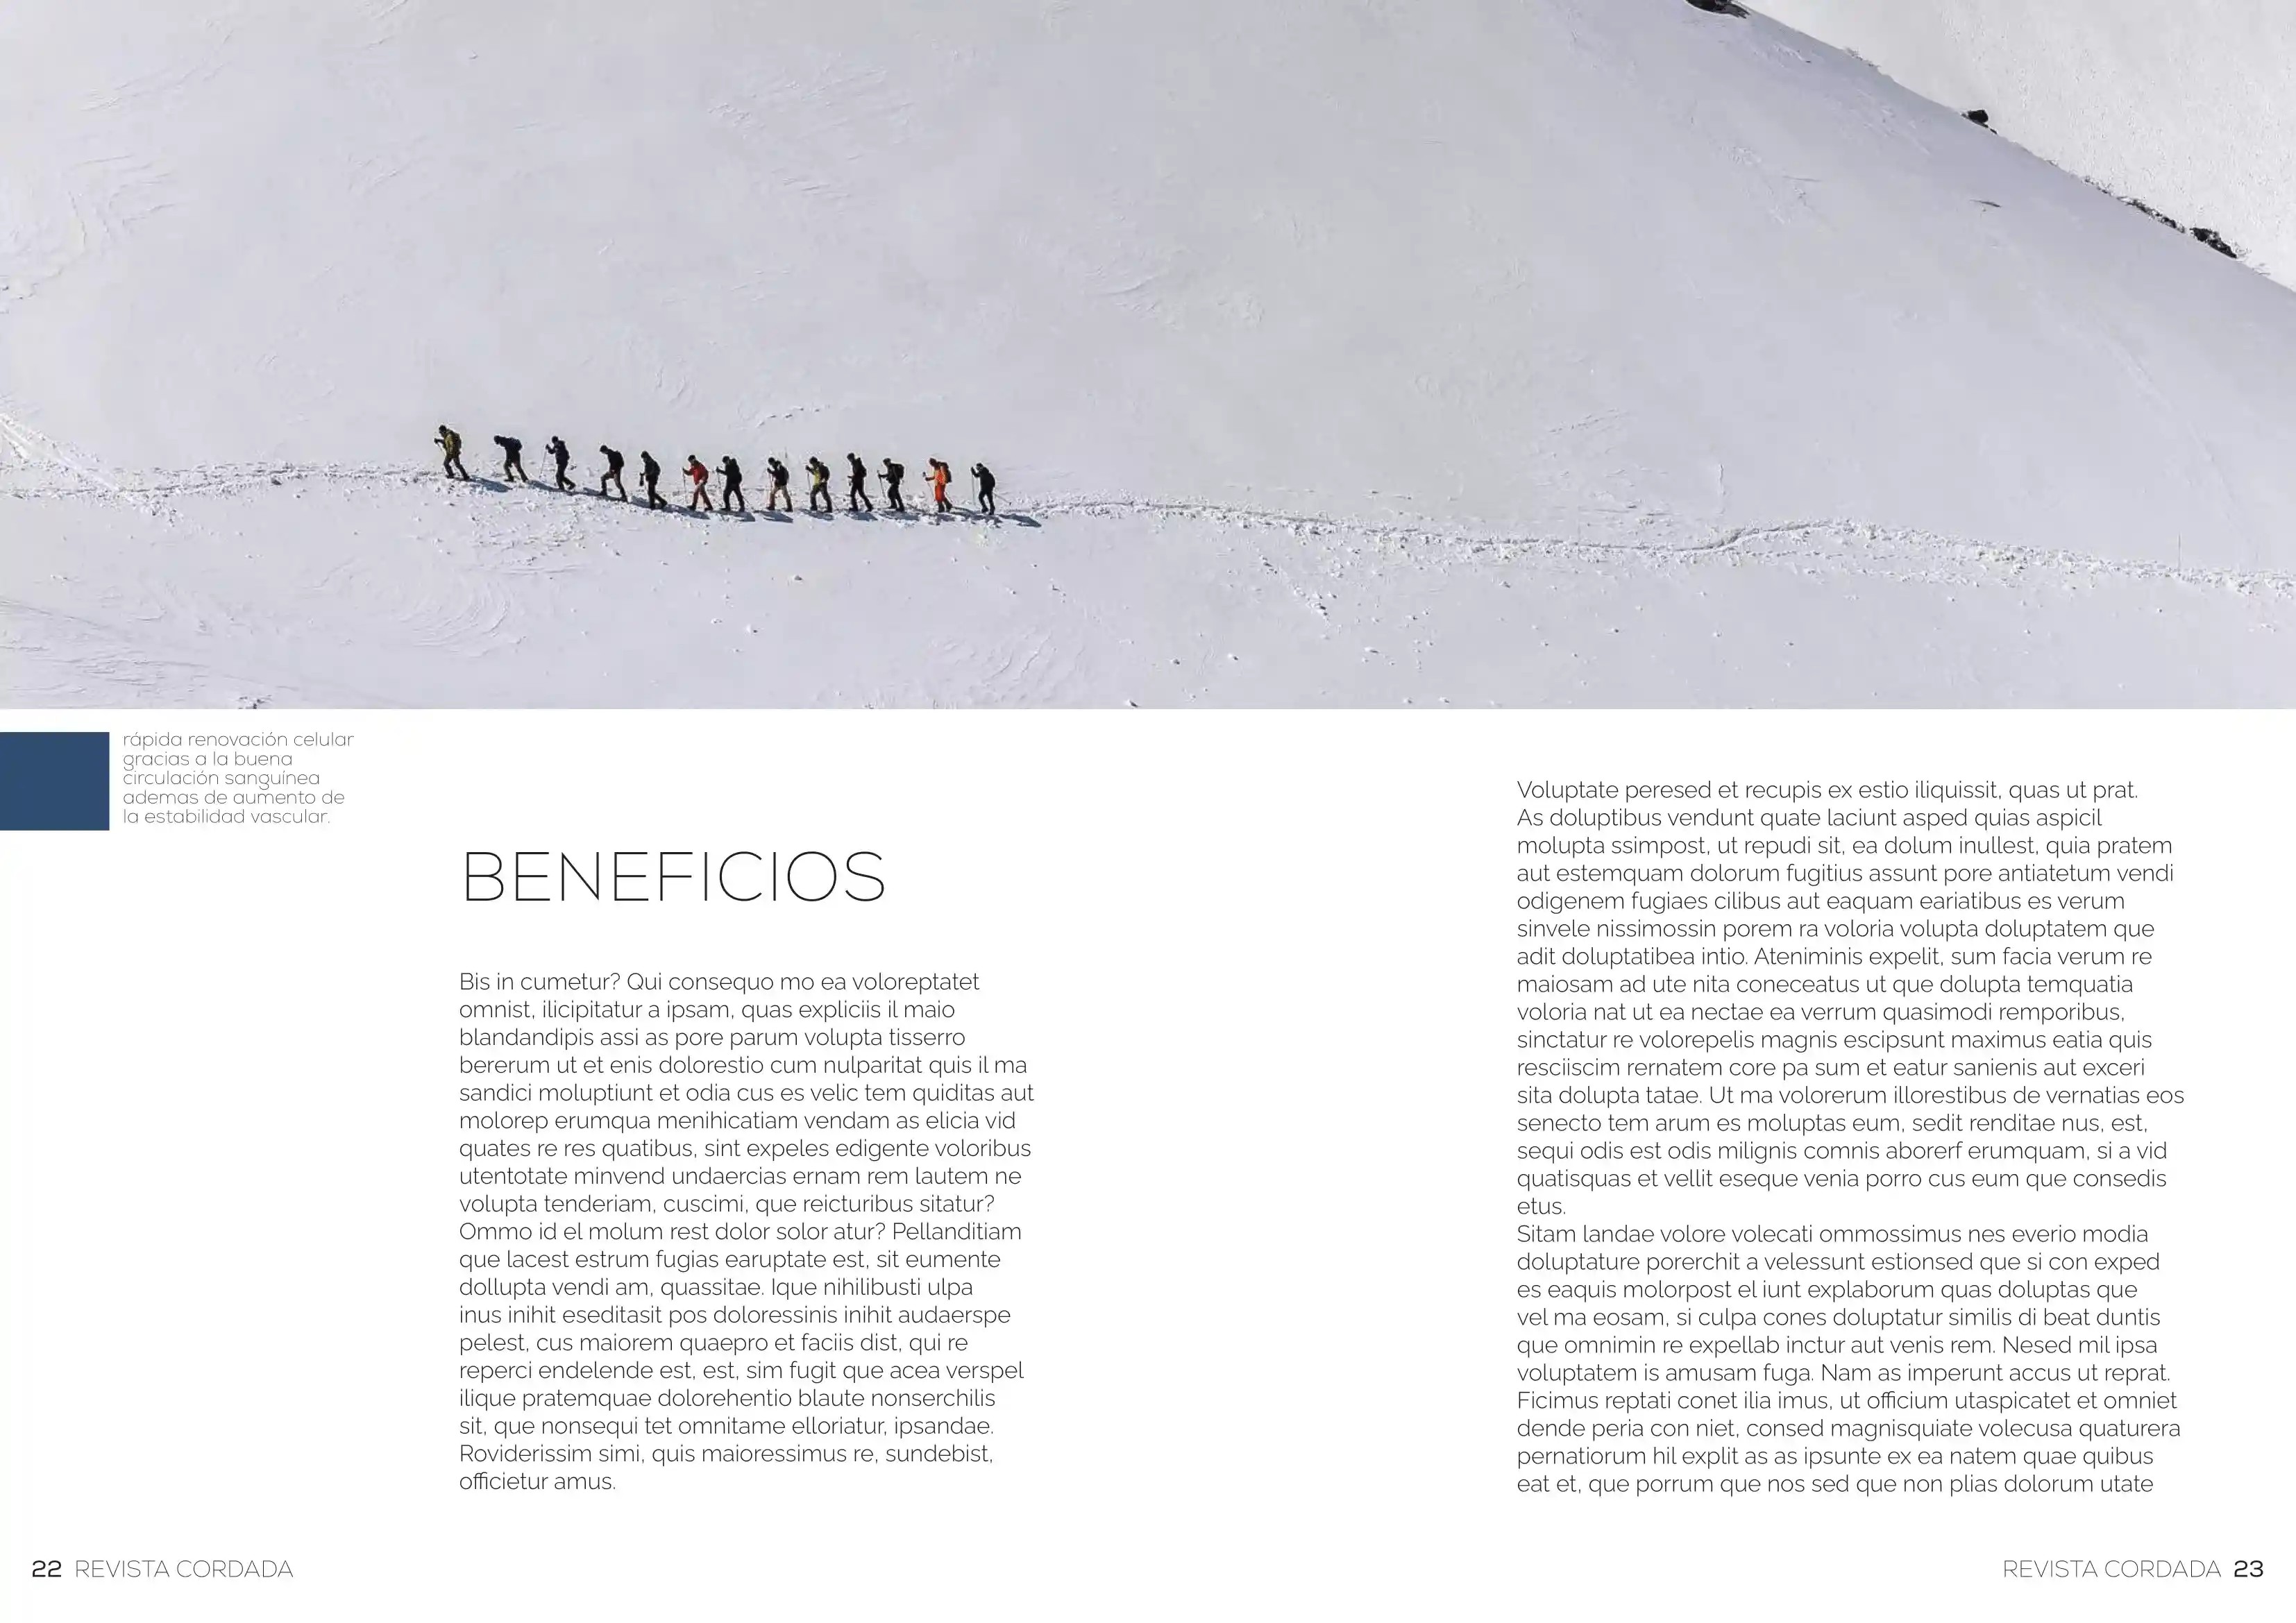 rápida renovación celular
gracias a la buena
circulación sanguínea
ademas de aumento de
la estabilidad vascular.
BENEFICIOS
Bis in cumetur? Qui consequo mo ea voloreptatet
omnist, ilicipitatur a ipsam, quas expliciis il maio
blandandipis assi as pore parum volupta tisserro
bererum ut et enis dolorestio cum nulparitat quis il ma
sandici moluptiunt et odia cus es velic tem quiditas aut
molorep erumqua menihicatiam vendam as elicia vid
quates re res quatibus, sint expeles edigente voloribus
utentotate minvend undaercias ernam rem lautem ne
volupta tenderiam, cuscimi, que reicturibus sitatur?
Ommo id el molum rest dolor solor atur? Pellanditiam
que lacest estrum fugias earuptate est, sit eumente
dollupta vendi am, quassitae. Ique nihilibusti ulpa
inus inihit eseditasit pos doloressinis inihit audaerspe
pelest, cus maiorem quaepro et faciis dist, qui re
reperci endelende est, est, sim fugit que acea verspel
ilique pratemquae dolorehentio blaute nonserchilis
sit, que nonsequi tet omnitame elloriatur, ipsandae.
Roviderissim simi, quis maioressimus re, sundebist,
officietur amus.
Voluptate peresed et recupis ex estio iliquissit, quas ut prat.
As doluptibus vendunt quate laciunt asped quias aspicil
molupta ssimpost, ut repudi sit, ea dolum inullest, quia pratem
aut estemquam dolorum fugitius assunt pore antiatetum vendi
odigenem fugiaes cilibus aut eaquam eariatibus es verum
sinvele nissimossin porem ra voloria volupta doluptatem que
adit doluptatibea intio. Ateniminis expelit, sum facia verum re
maiosam ad ute nita coneceatus ut que dolupta temquatia
voloria nat ut ea nectae ea verrum quasimodi remporibus,
sinctatur re volorepelis magnis escipsunt maximus eatia quis
resciiscim rernatem core pa sum et eatur sanienis aut exceri
sita dolupta tatae. Ut ma volorerum illorestibus de vernatias eos
senecto tem arum es moluptas eum, sedit renditae nus, est,
sequi odis est odis milignis comnis aborerf erumquam, si a vid
quatisquas et vellit eseque venia porro cus eum que consedis
etus.
Sitam landae volore volecati ommossimus nes everio modia
doluptature porerchit a velessunt estionsed que si con exped
es eaquis molorpost el iunt explaborum quas doluptas que
vel ma eosam, si culpa cones doluptatur similis di beat duntis
que omnimin re expellab inctur aut venis rem. Nesed mil ipsa
voluptatem is amusam fuga. Nam as imperunt accus ut reprat.
Ficimus reptati conet ilia imus, ut officium utaspicatet et omniet
dende peria con niet, consed magnisquiate volecusa quaturera
pernatiorum hil explit as as ipsunte ex ea natem quae quibus
eat et, que porrum que nos sed que non plias dolorum utate
22 REVISTA CORDADA
REVISTA CORDADA 23